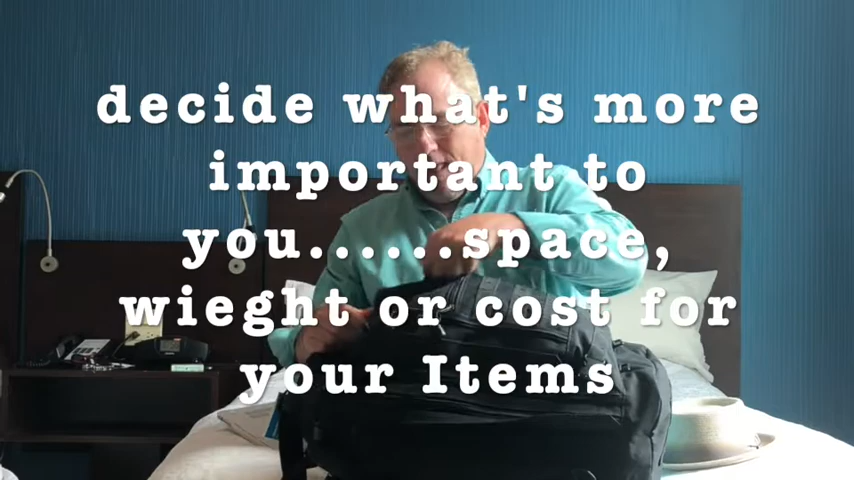 decide what's more
important to
you......space,
wieght or cost for
your Items